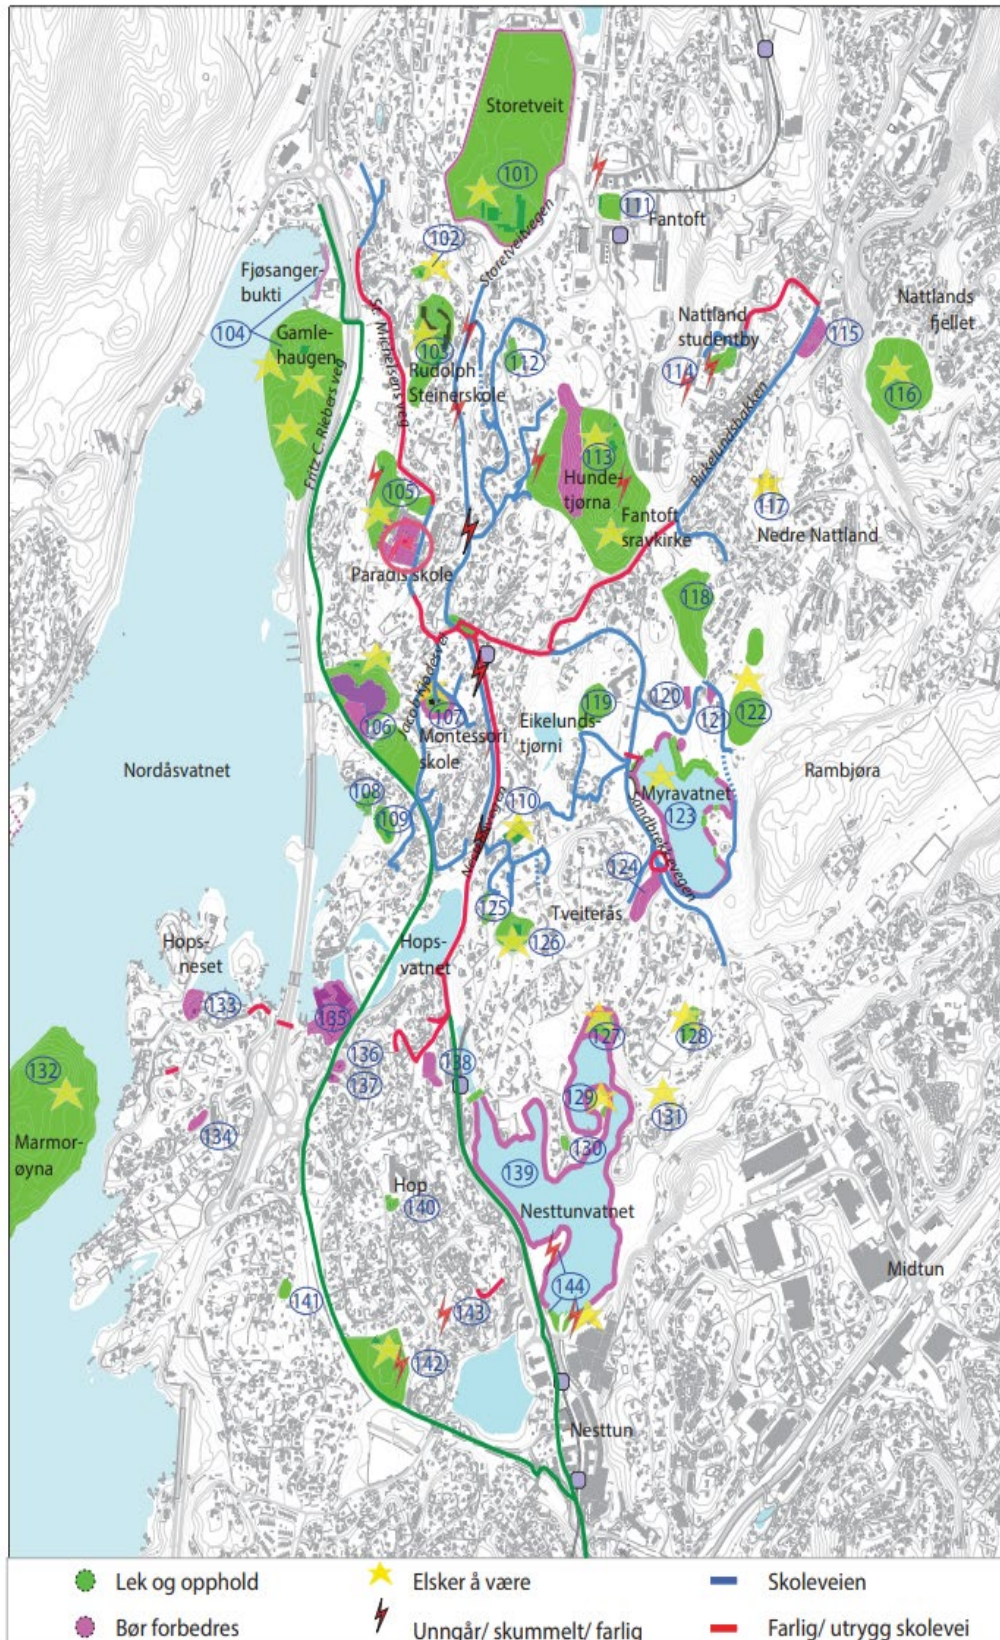 Storetveit
101
111
Fantoft
102
Storetveitvegen
Fjøsanger-
bukti
104
Gamle-
haugen
103
Rudolph
Steinerskole
112
Nattland
studentby
114
115
Nattlands
fjellet
116
Fritz C. Riebers veg
Birkelundsbakken
105
113
Hunde-
tjørna
117
Fantoft
sravkirke
Nedre Nattland
Paradis skole
118
106
107
Montessori
skole
119
Eikelunds-
tjørni
120
121
122
Nordåsvatnet
108
109
110
Myravatnet
123
Rambjøra
124
125
Tveiterås
126
Hops-
neset
Hops-
vatnet
133
135
127
128
136
137
138
132
129
131
134
130
Marmor-
øyna
139
Hop
140
Nesttunvatnet
Midtun
144
141
143
142
Nesttun
Lek og opphold
Elsker å være
Skoleveien
Bør forbedres
Unngår/ skummelt/ farlig
Farlig/ utrygg skolevei